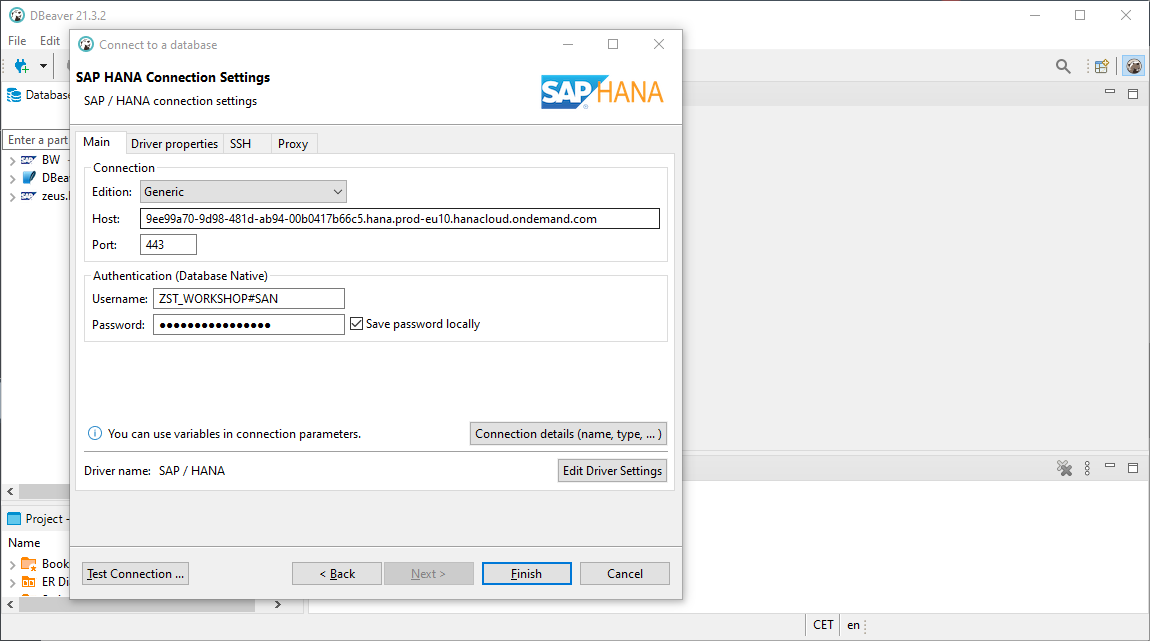 DBeaver 21.3.2
File Edit
Connect to a database
SAP HANA Connection Settings
SAP / HANA connection settings
SAP HANA
Database
Enter a part
BW -
DBea
zeus.
Main Driver properties SSH Proxy
Connection
Edition: Generic
Host: 9ee99a70-9d98-481d-ab94-00b0417b66c5.hana.prod-eu10.hanacloud.ondemand.com
Port: 443
Authentication (Database Native)
Username: ZST_WORKSHOP#SAN
Password: ●●●●●●●●●●●●●●●● Save password locally
You can use variables in connection parameters.
Connection details (name, type, ... )
Driver name: SAP / HANA
Edit Driver Settings
Project -
Name
Book
ER Di
Test Connection ... < Back Next > Finish Cancel
CET en